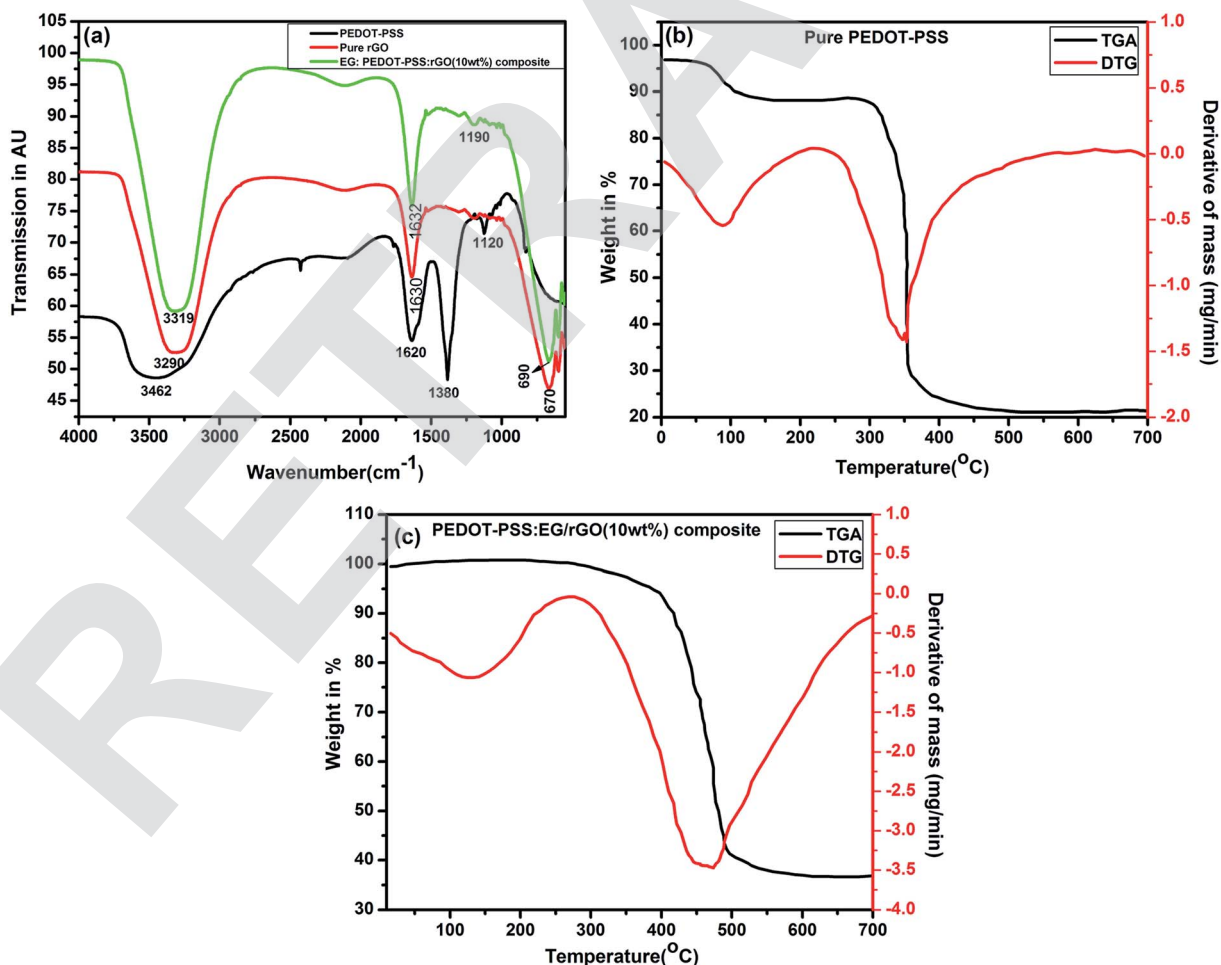 (a)
PEDOT-PSS
Pure rGO
EG: PEDOT-PSS:rGO(10wt%) composite
105
100
95
90
85
80
75
70
65
60
55
50
45
Transmission in AU
3319
3290
3462
1632
1630
1620
1380
1190
1120
690
670
4000 3500 3000 2500 2000 1500 1000
Wavenumber(cm-1)
(b)
Pure PEDOT-PSS
TGA
DTG
100
90
80
70
60
50
40
30
20
Weight in %
1.0
0.5
0.0
-0.5
-1.0
-1.5
-2.0
Derivative of mass (mg/min)
0 100 200 300 400 500 600 700
Temperature(oC)
(c)
PEDOT-PSS:EG/rGO(10wt%) composite
TGA
DTG
110
100
90
80
70
60
50
40
30
Weight in %
1.0
0.5
0.0
-0.5
-1.0
-1.5
-2.0
-2.5
-3.0
-3.5
-4.0
Derivative of mass (mg/min)
100 200 300 400 500 600 700
Temperature(oC)
RETRA